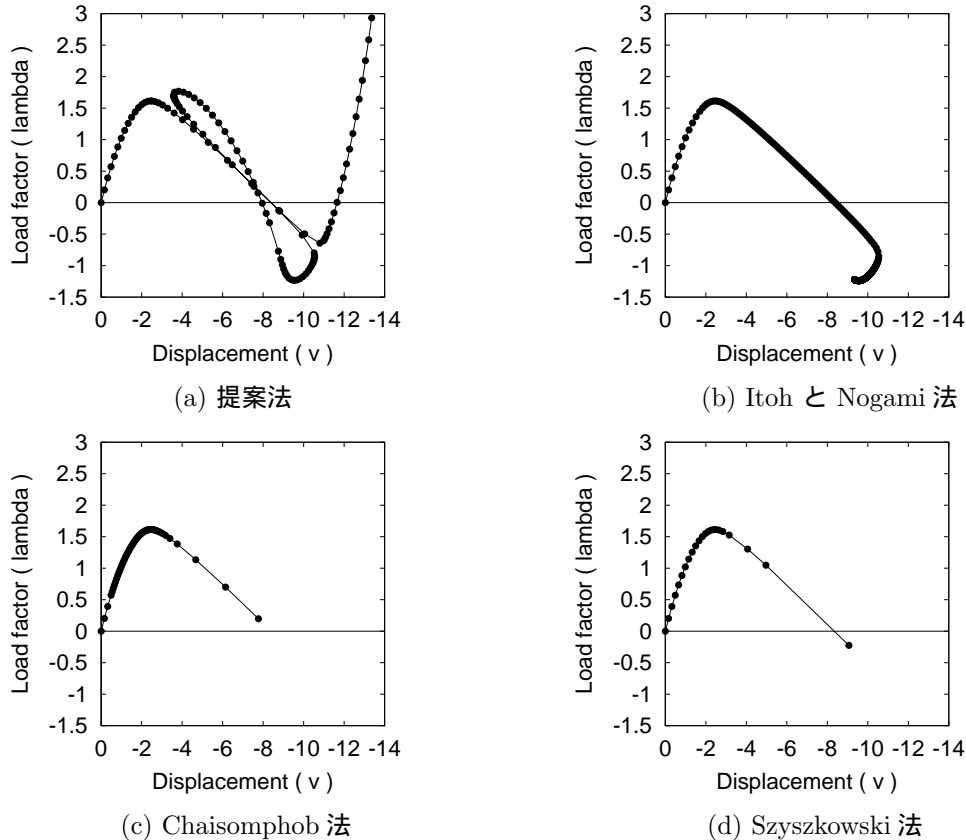 3
2.5
2
1.5
1
0.5
0
-0.5
-1
-1.5
Load factor ( lambda )
0 -2 -4 -6 -8 -10 -12 -14
Displacement ( v )
(a) 提案法
3
2.5
2
1.5
1
0.5
0
-0.5
-1
-1.5
Load factor ( lambda )
0 -2 -4 -6 -8 -10 -12 -14
Displacement ( v )
(b) Itoh と Nogami 法
3
2.5
2
1.5
1
0.5
0
-0.5
-1
-1.5
Load factor ( lambda )
0 -2 -4 -6 -8 -10 -12 -14
Displacement ( v )
(c) Chaisomphob 法
3
2.5
2
1.5
1
0.5
0
-0.5
-1
-1.5
Load factor ( lambda )
0 -2 -4 -6 -8 -10 -12 -14
Displacement ( v )
(d) Szyszkowski 法